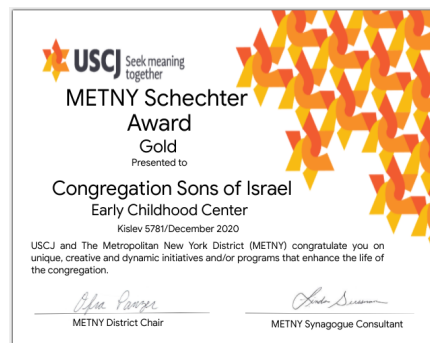 USCJ Seek meaning
together
METNY Schechter
Award
Gold
Presented to
Congregation Sons of Israel
Early Childhood Center
Kislev 5781/December 2020
USCJ and The Metropolitan New York District (METNY) congratulate you on
unique, creative and dynamic initiatives and/or programs that enhance the life of
the congregation.
Ofra Panzer
METNY District Chair
METNY Synagogue Consultant